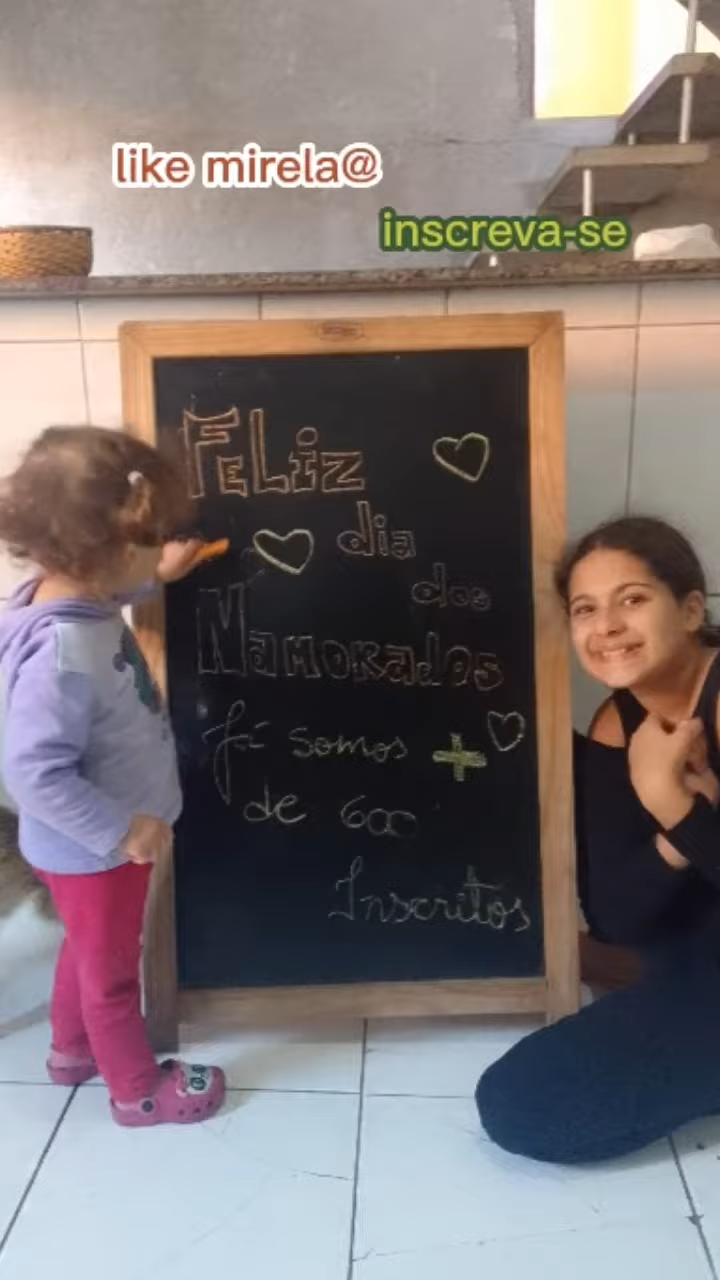 like mirela@
inscreva-se
FeLiz
dia
dos
Namorados
Já somos +
de 600
Inscritos